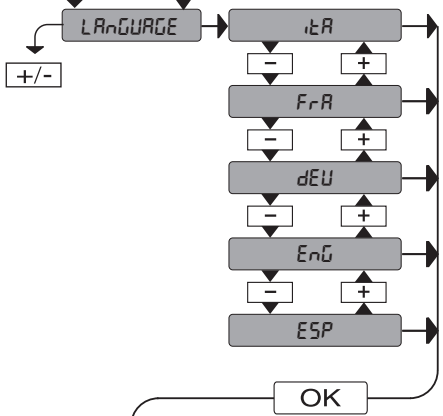 LAnGUAGE
itA
+/-
- +
FrA
- +
dEU
- +
EnG
- +
ESP
OK